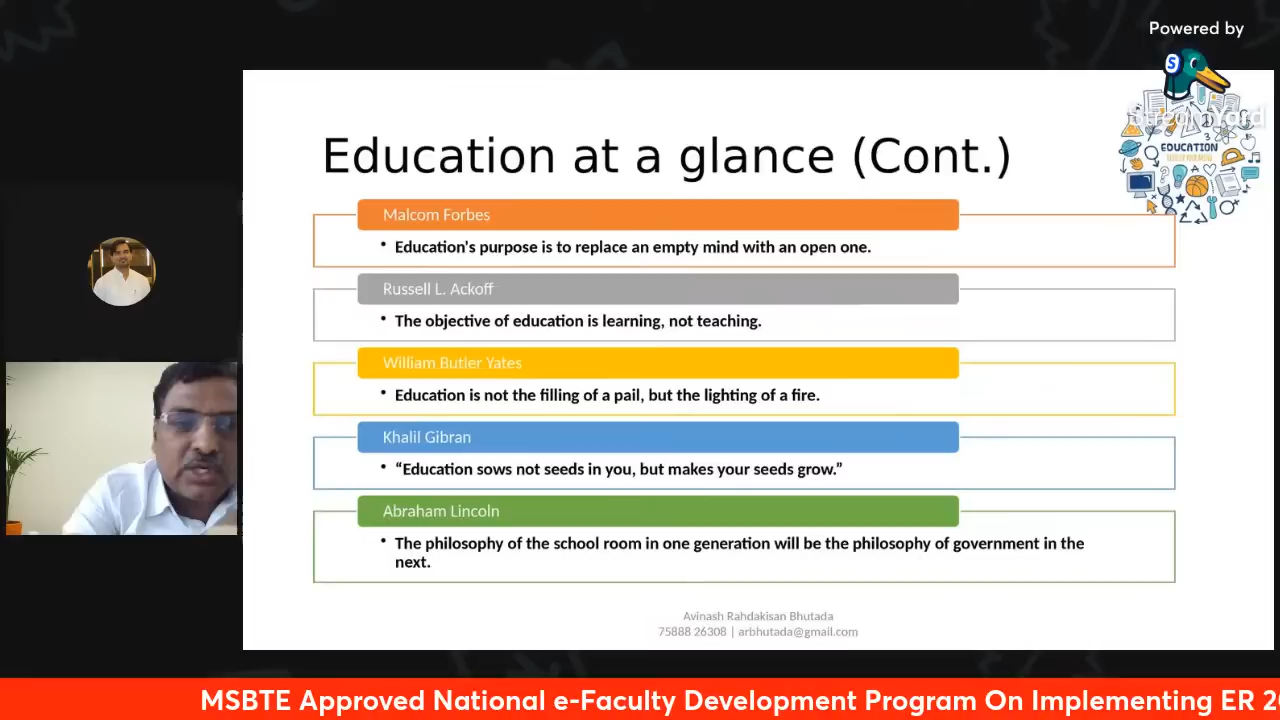 Powered by
StreamYard
EDUCATION
Education at a glance (Cont.)
Malcom Forbes
• Education's purpose is to replace an empty mind with an open one.
Russell L. Ackoff
• The objective of education is learning, not teaching.
William Butler Yates
• Education is not the filling of a pail, but the lighting of a fire.
Khalil Gibran
• “Education sows not seeds in you, but makes your seeds grow.”
Abraham Lincoln
• The philosophy of the school room in one generation will be the philosophy of government in the
next.
Avinash Rahdakisan Bhutada
75888 26308 | arbhutada@gmail.com
MSBTE Approved National e-Faculty Development Program On Implementing ER